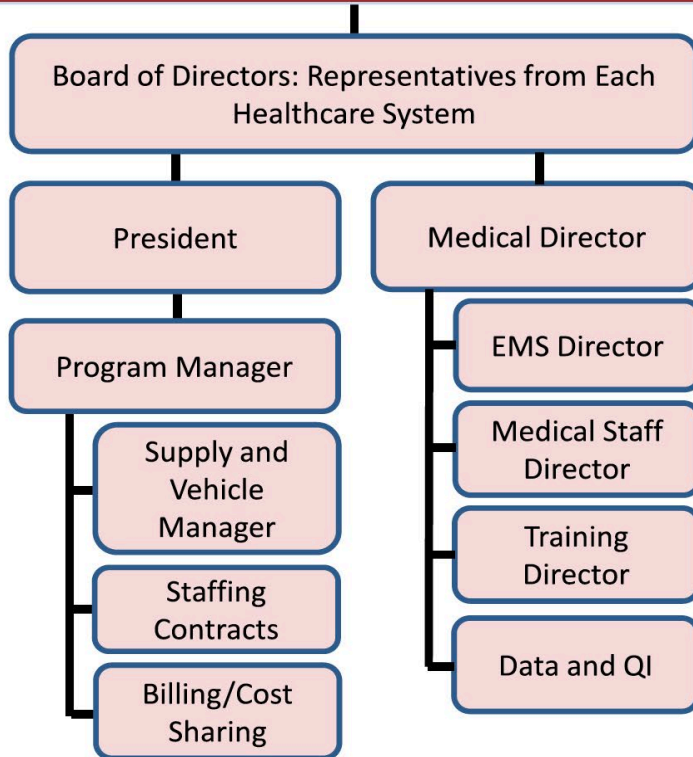 Board of Directors: Representatives from Each
Healthcare System
President
Medical Director
Program Manager
EMS Director
Supply and
Vehicle
Manager
Medical Staff
Director
Staffing
Contracts
Training
Director
Billing/Cost
Sharing
Data and QI